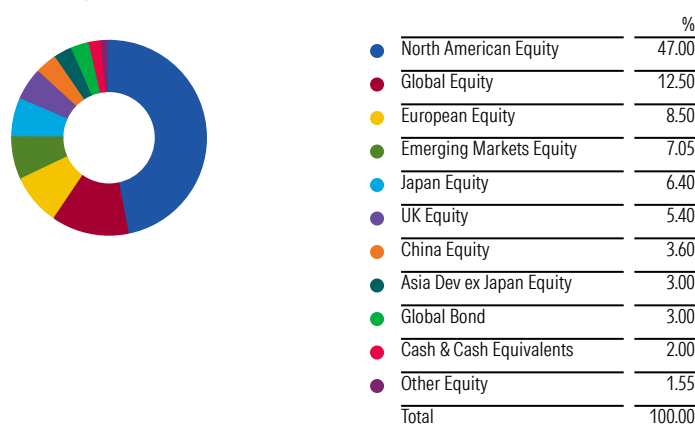 %
North American Equity 47.00
Global Equity 12.50
European Equity 8.50
Emerging Markets Equity 7.05
Japan Equity 6.40
UK Equity 5.40
China Equity 3.60
Asia Dev ex Japan Equity 3.00
Global Bond 3.00
Cash & Cash Equivalents 2.00
Other Equity 1.55
Total 100.00